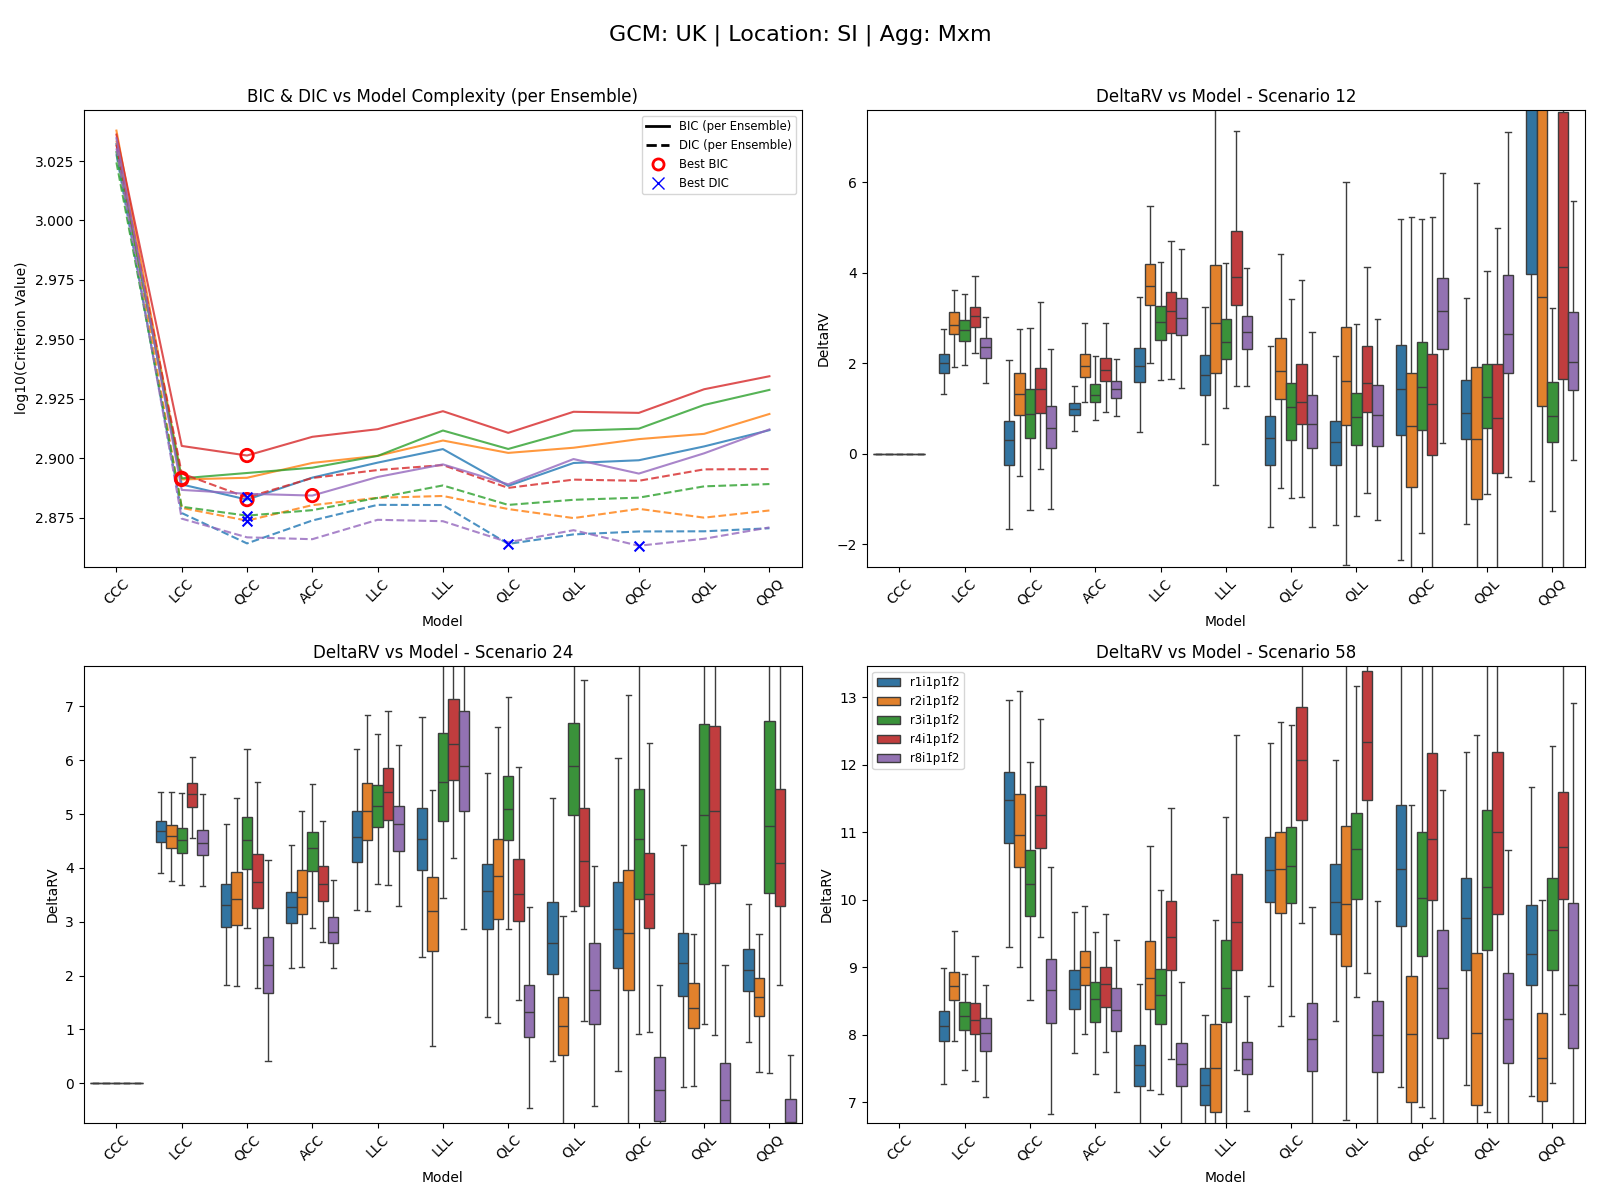 GCM: UK | Location: SI | Agg: Mxm
BIC & DIC vs Model Complexity (per Ensemble)
log10(Criterion Value)
3.025
3.000
2.975
2.950
2.925
2.900
2.875
BIC (per Ensemble)
DIC (per Ensemble)
Best BIC
Best DIC
CCC LCC QCC ACC LLC LLL QLC QLL QQC QQL QQQ
Model
DeltaRV vs Model - Scenario 12
DeltaRV
6
4
2
0
−2
CCC LCC QCC ACC LLC LLL QLC QLL QQC QQL QQQ
Model
DeltaRV vs Model - Scenario 24
DeltaRV
7
6
5
4
3
2
1
0
CCC LCC QCC ACC LLC LLL QLC QLL QQC QQL QQQ
Model
DeltaRV vs Model - Scenario 58
DeltaRV
13
12
11
10
9
8
7
r1i1p1f2
r2i1p1f2
r3i1p1f2
r4i1p1f2
r8i1p1f2
CCC LCC QCC ACC LLC LLL QLC QLL QQC QQL QQQ
Model